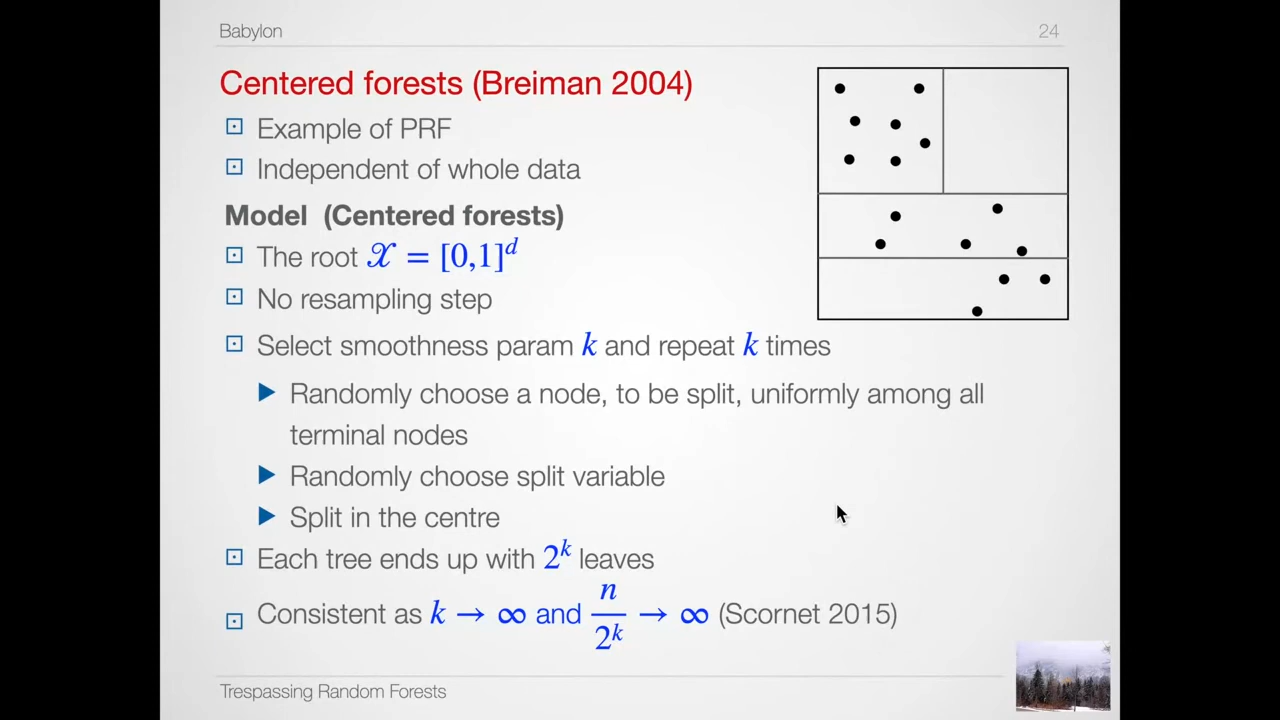 Babylon 24
Centered forests (Breiman 2004)
Example of PRF
Independent of whole data
Model (Centered forests)
The root 𝒳 = [0,1]^d
No resampling step
Select smoothness param k and repeat k times
Randomly choose a node, to be split, uniformly among all
terminal nodes
Randomly choose split variable
Split in the centre
Each tree ends up with 2^k leaves
Consistent as k → ∞ and n/2^k → ∞ (Scornet 2015)
Trespassing Random Forests